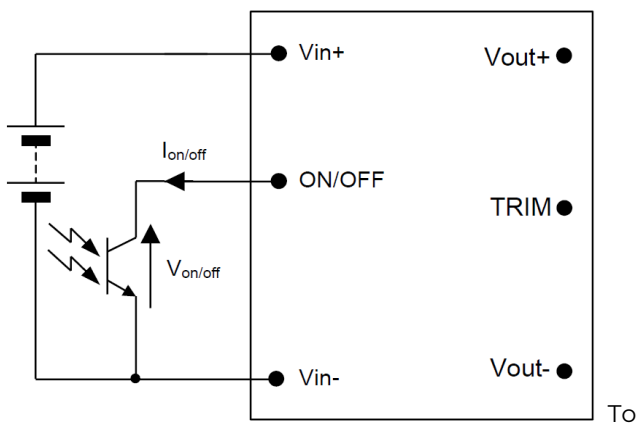 Vin+
Vout+
Ion/off
ON/OFF
TRIM
Von/off
Vin-
Vout-
To